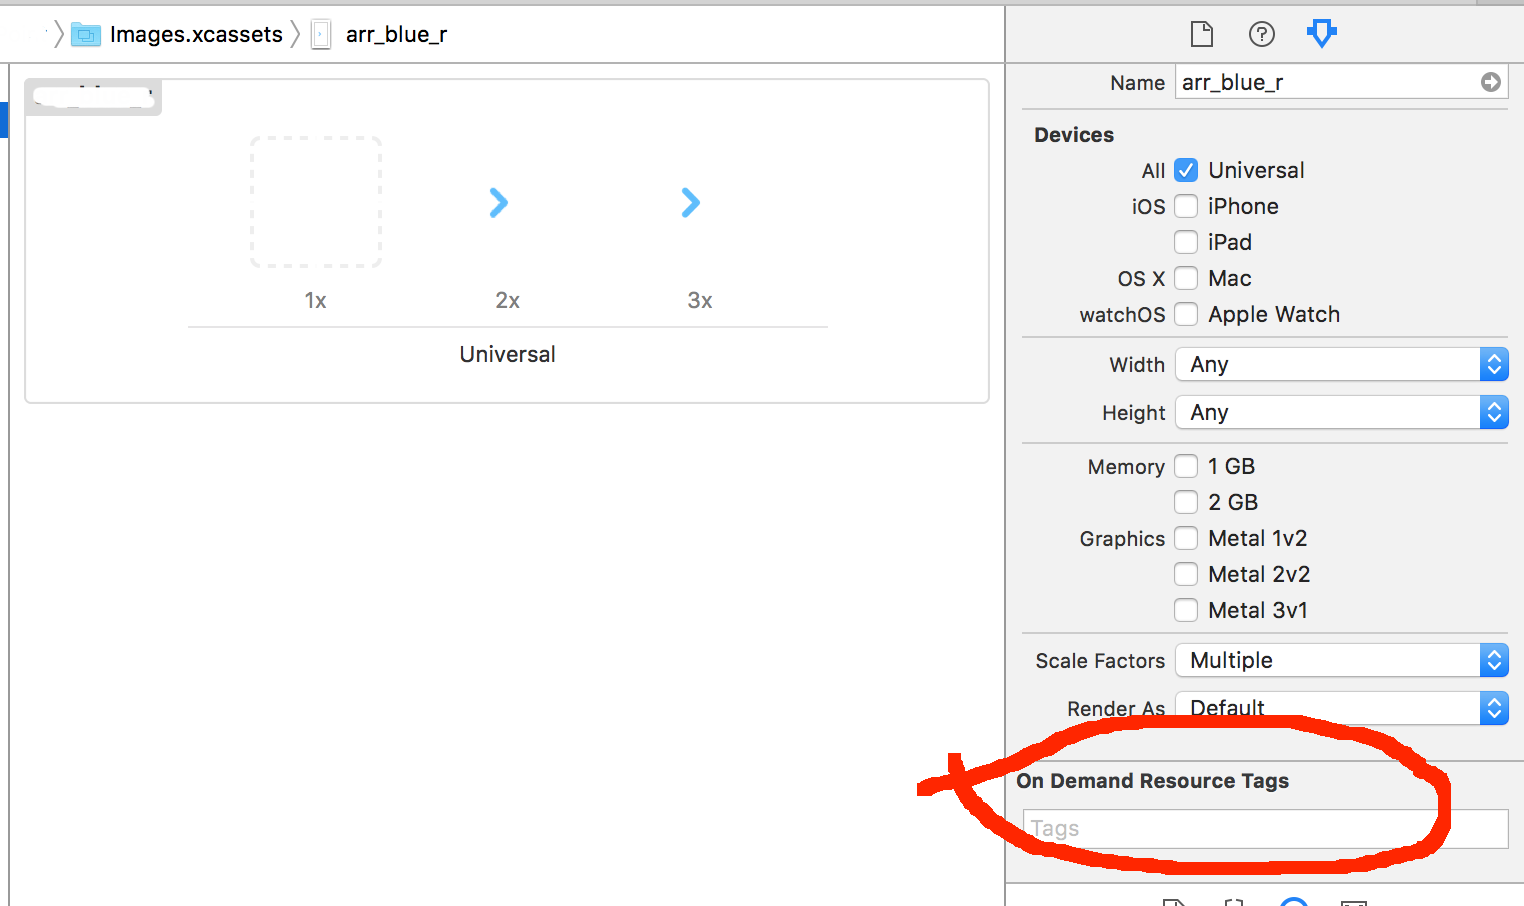 Images.xcassets
arr_blue_r
1x
2x
3x
Universal
Name arr_blue_r
Devices
All Universal
iOS iPhone
iPad
OS X Mac
watchOS Apple Watch
Width Any
Height Any
Memory 1 GB
2 GB
Graphics Metal 1v2
Metal 2v2
Metal 3v1
Scale Factors Multiple
Render As Default
On Demand Resource Tags
Tags